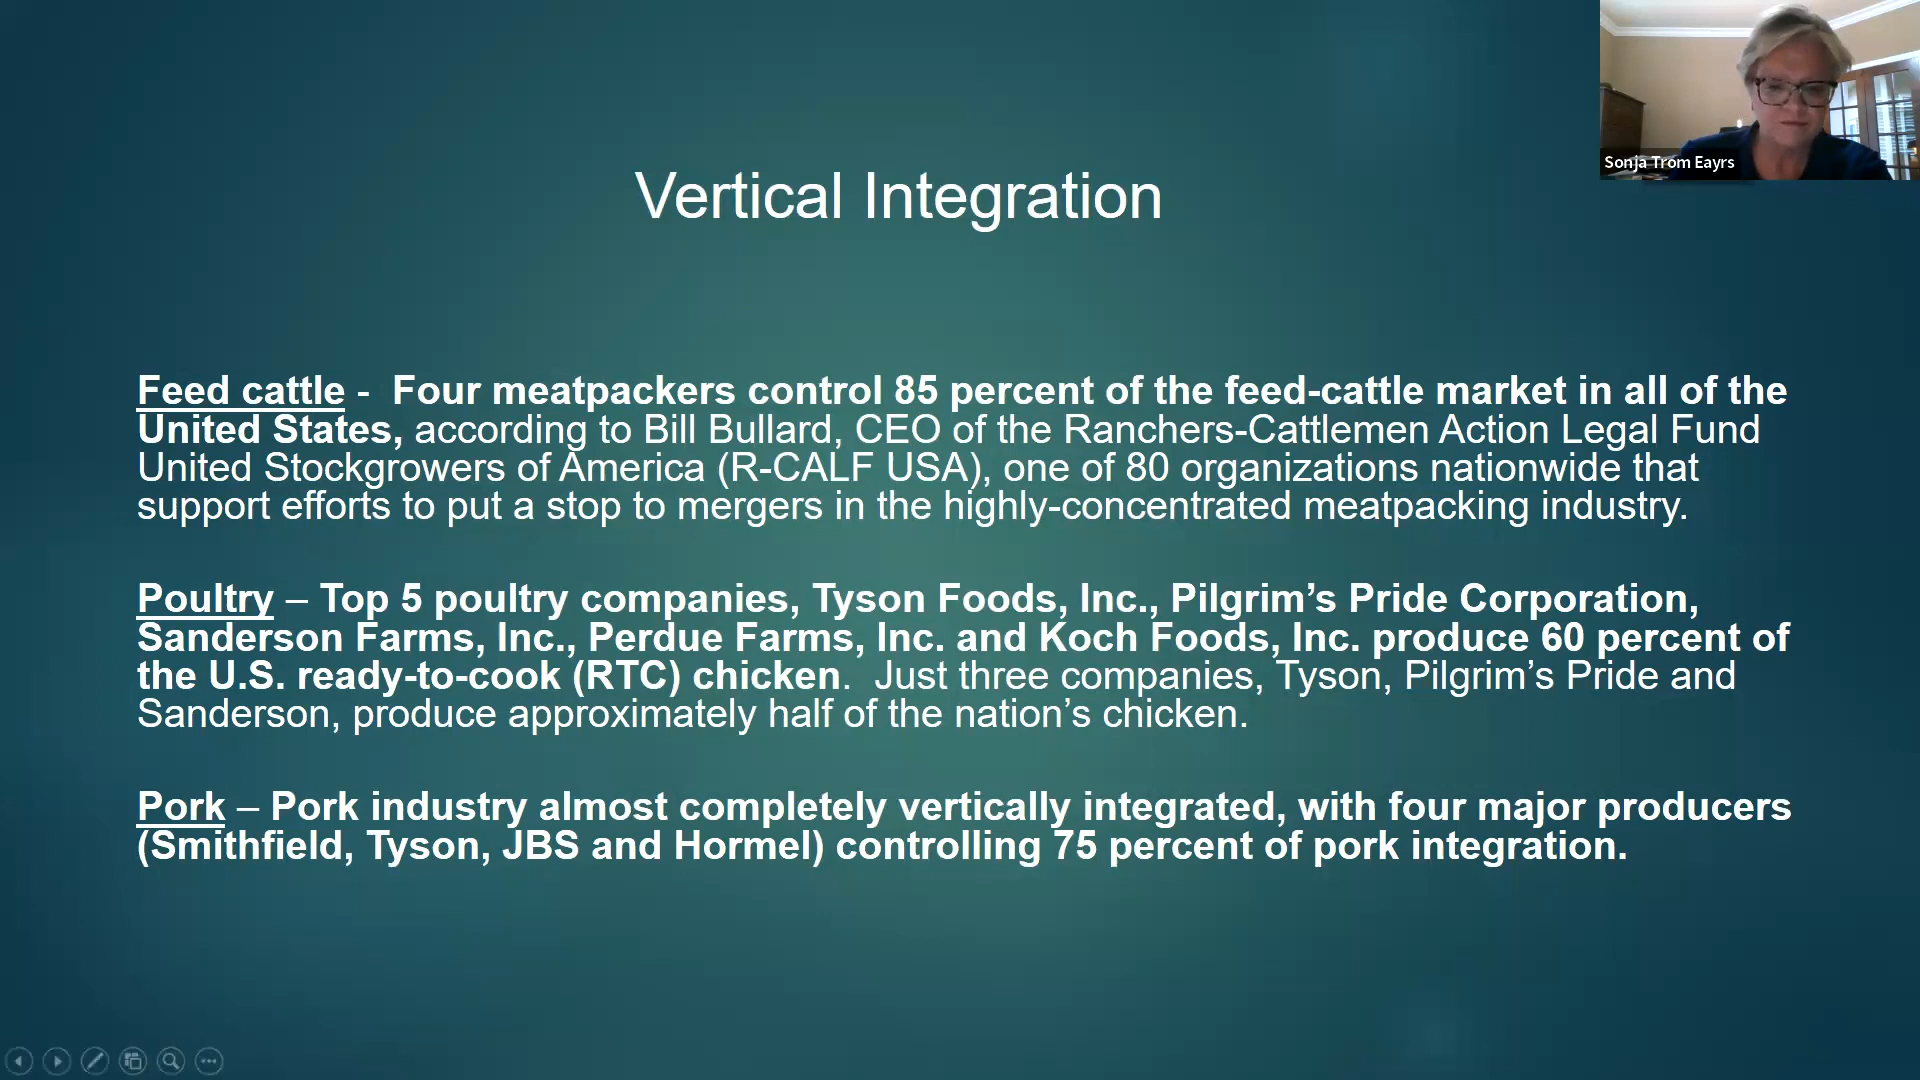 Sonja Trom Eayrs
Vertical Integration
Feed cattle - Four meatpackers control 85 percent of the feed-cattle market in all of the
United States, according to Bill Bullard, CEO of the Ranchers-Cattlemen Action Legal Fund
United Stockgrowers of America (R-CALF USA), one of 80 organizations nationwide that
support efforts to put a stop to mergers in the highly-concentrated meatpacking industry.
Poultry – Top 5 poultry companies, Tyson Foods, Inc., Pilgrim’s Pride Corporation,
Sanderson Farms, Inc., Perdue Farms, Inc. and Koch Foods, Inc. produce 60 percent of
the U.S. ready-to-cook (RTC) chicken. Just three companies, Tyson, Pilgrim’s Pride and
Sanderson, produce approximately half of the nation’s chicken.
Pork – Pork industry almost completely vertically integrated, with four major producers
(Smithfield, Tyson, JBS and Hormel) controlling 75 percent of pork integration.